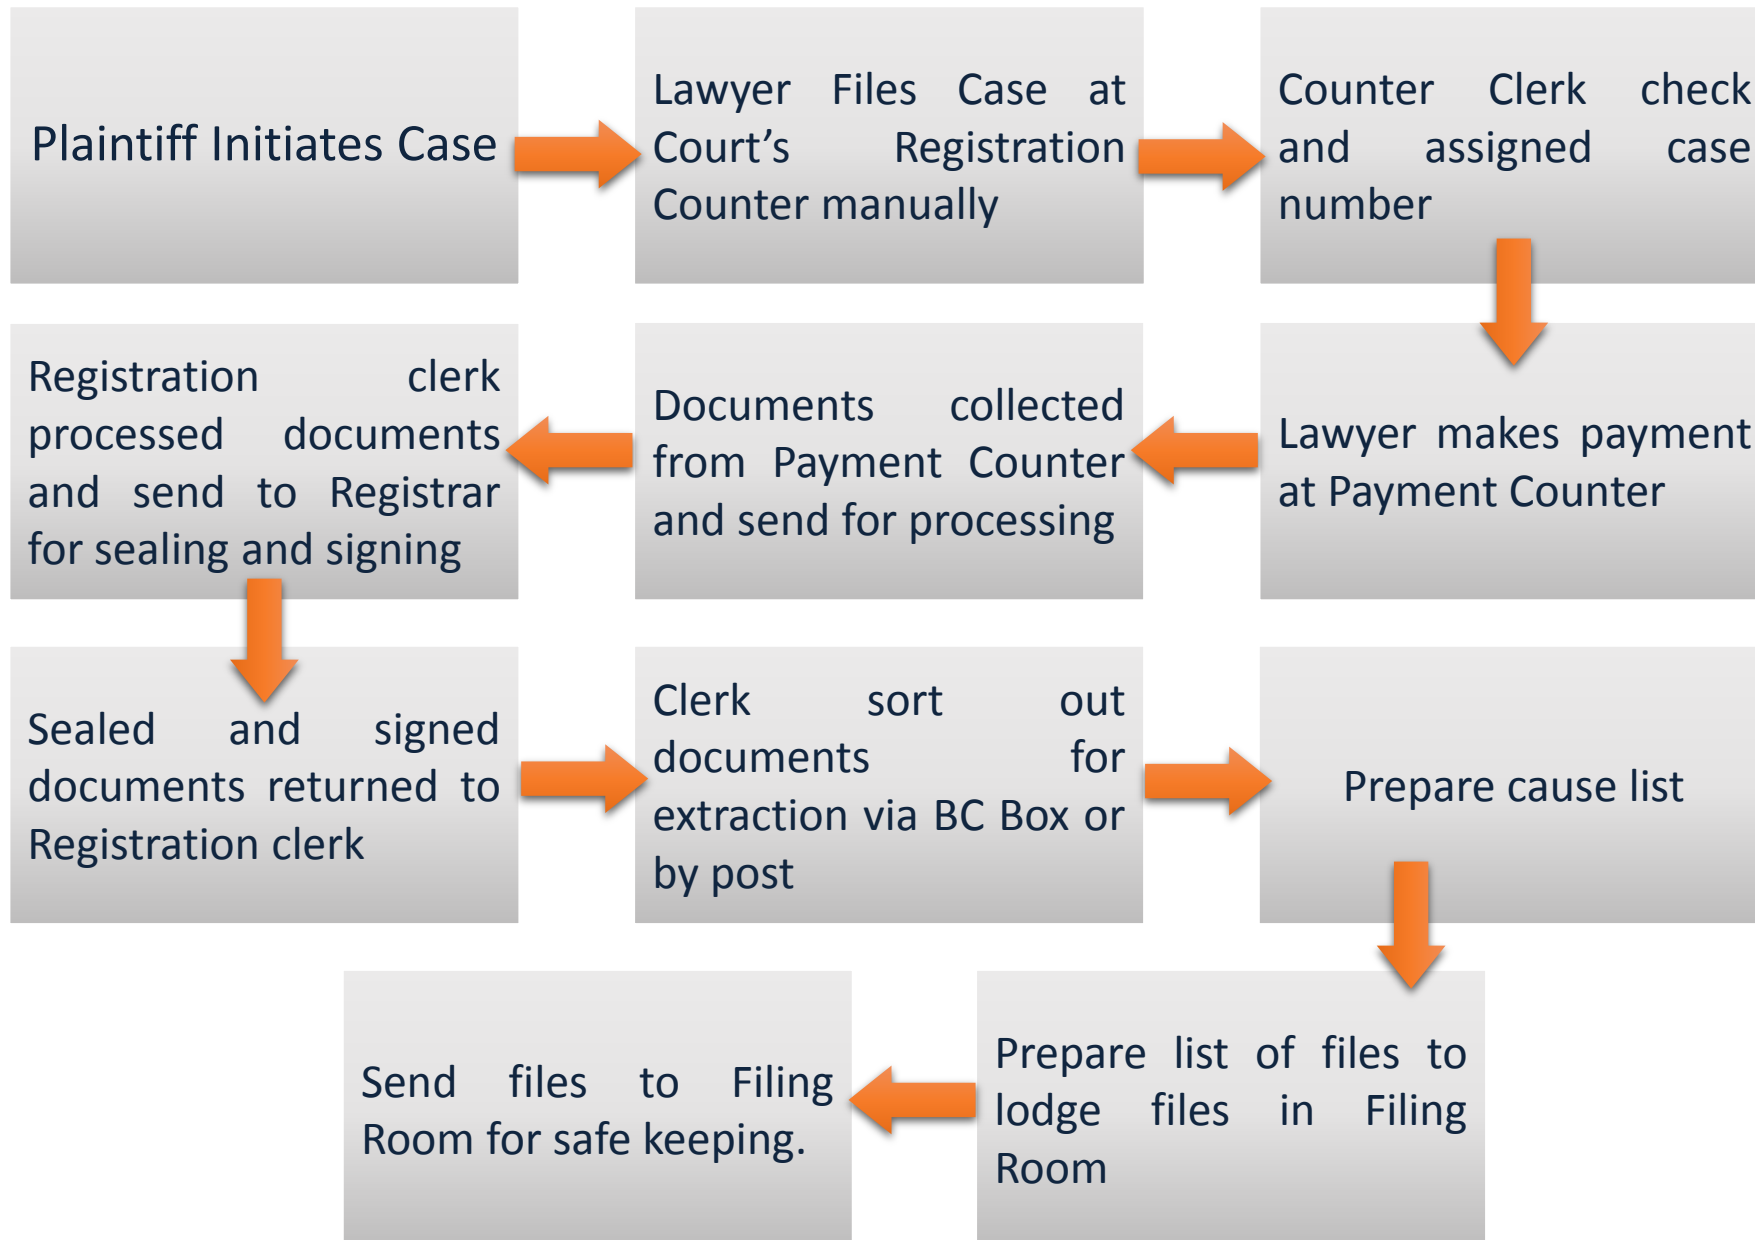 Plaintiff Initiates Case
Lawyer Files Case at
Court's Registration
Counter manually
Counter Clerk check
and assigned case
number
Lawyer makes payment
at Payment Counter
Documents collected
from Payment Counter
and send for processing
Registration clerk
processed documents
and send to Registrar
for sealing and signing
Sealed and signed
documents returned to
Registration clerk
Clerk sort out
documents for
extraction via BC Box or
by post
Prepare cause list
Prepare list of files to
lodge files in Filing
Room
Send files to Filing
Room for safe keeping.